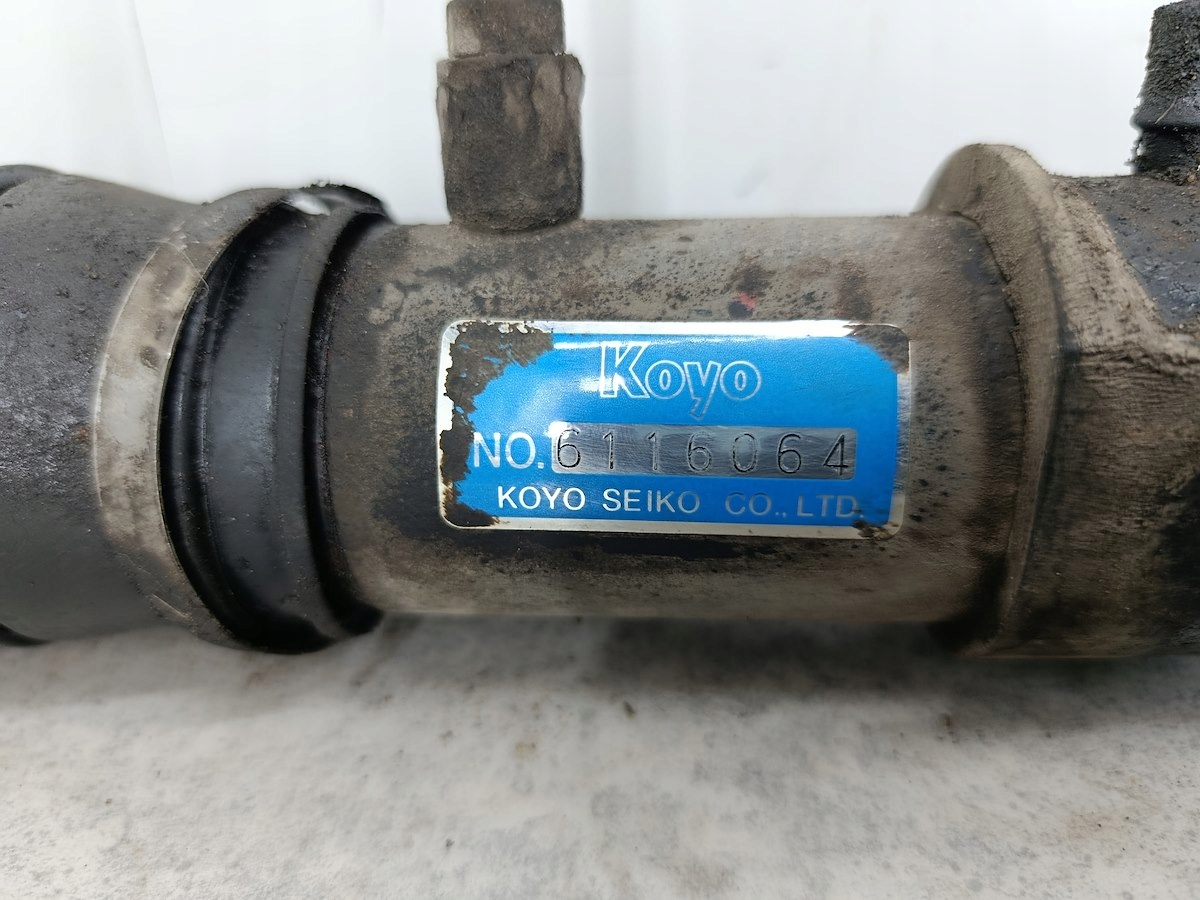 Koyo
NO. 6116064
KOYO SEIKO CO., LTD.